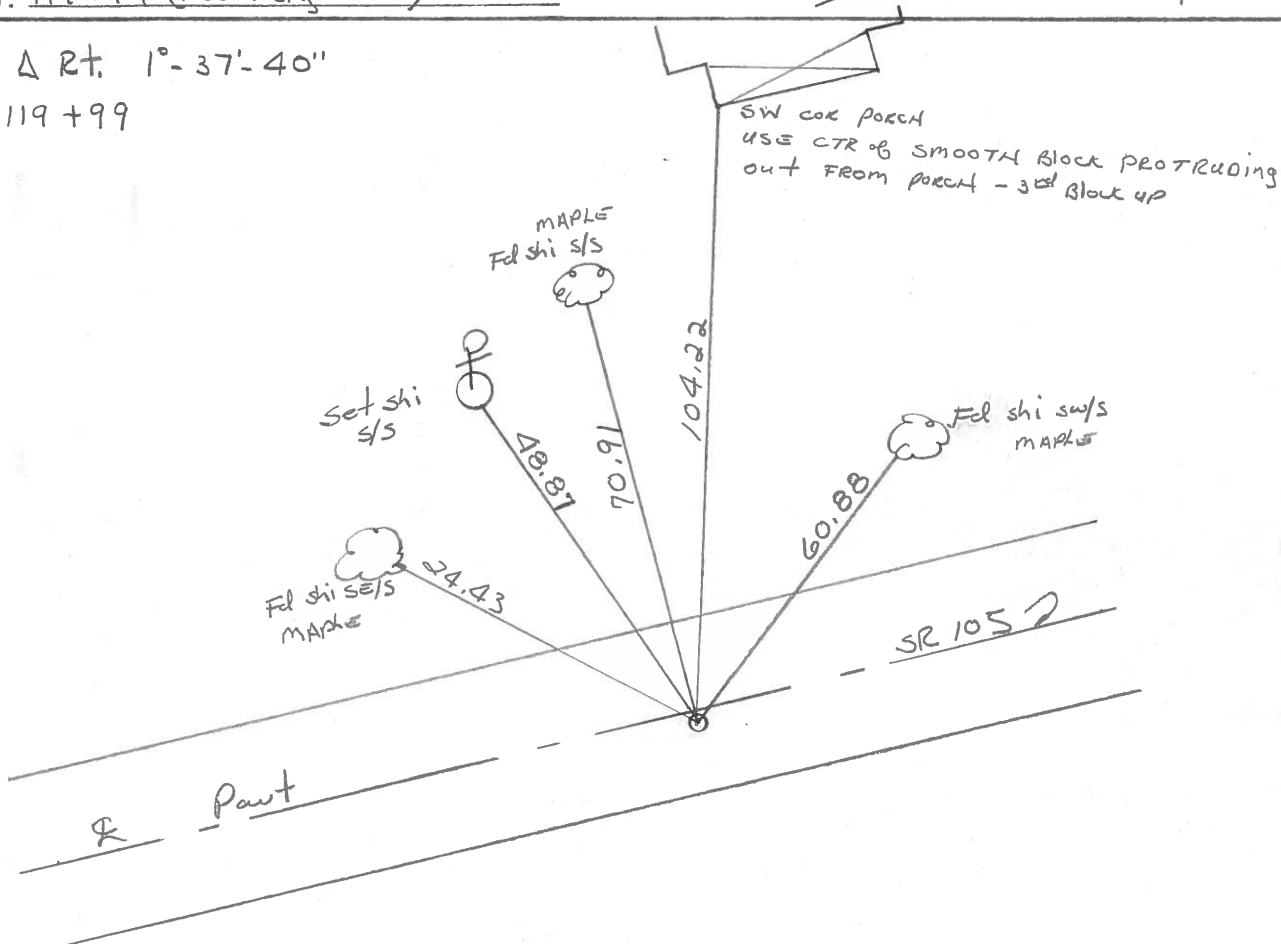 Δ Rt. 1°-37'-40"
119 +99
SW COR PORCH
USE CTR of SMOOTH Block PROTRUDING
out FROM PORCH - 3rd Block up
MAPLE
Fd shi s/s
Set shi
s/s
48.87
70.91
104.22
Fd shi sw/s
MAPLE
60.88
24.43
Fd shi SE/S
MAPLE
SR 1052
℄ Pavt